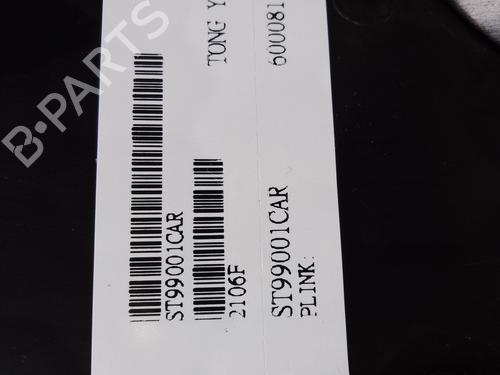 TONG Y
600081
ST99001CAR
2106F
ST99001CAR
PLINK:
B-PARTS